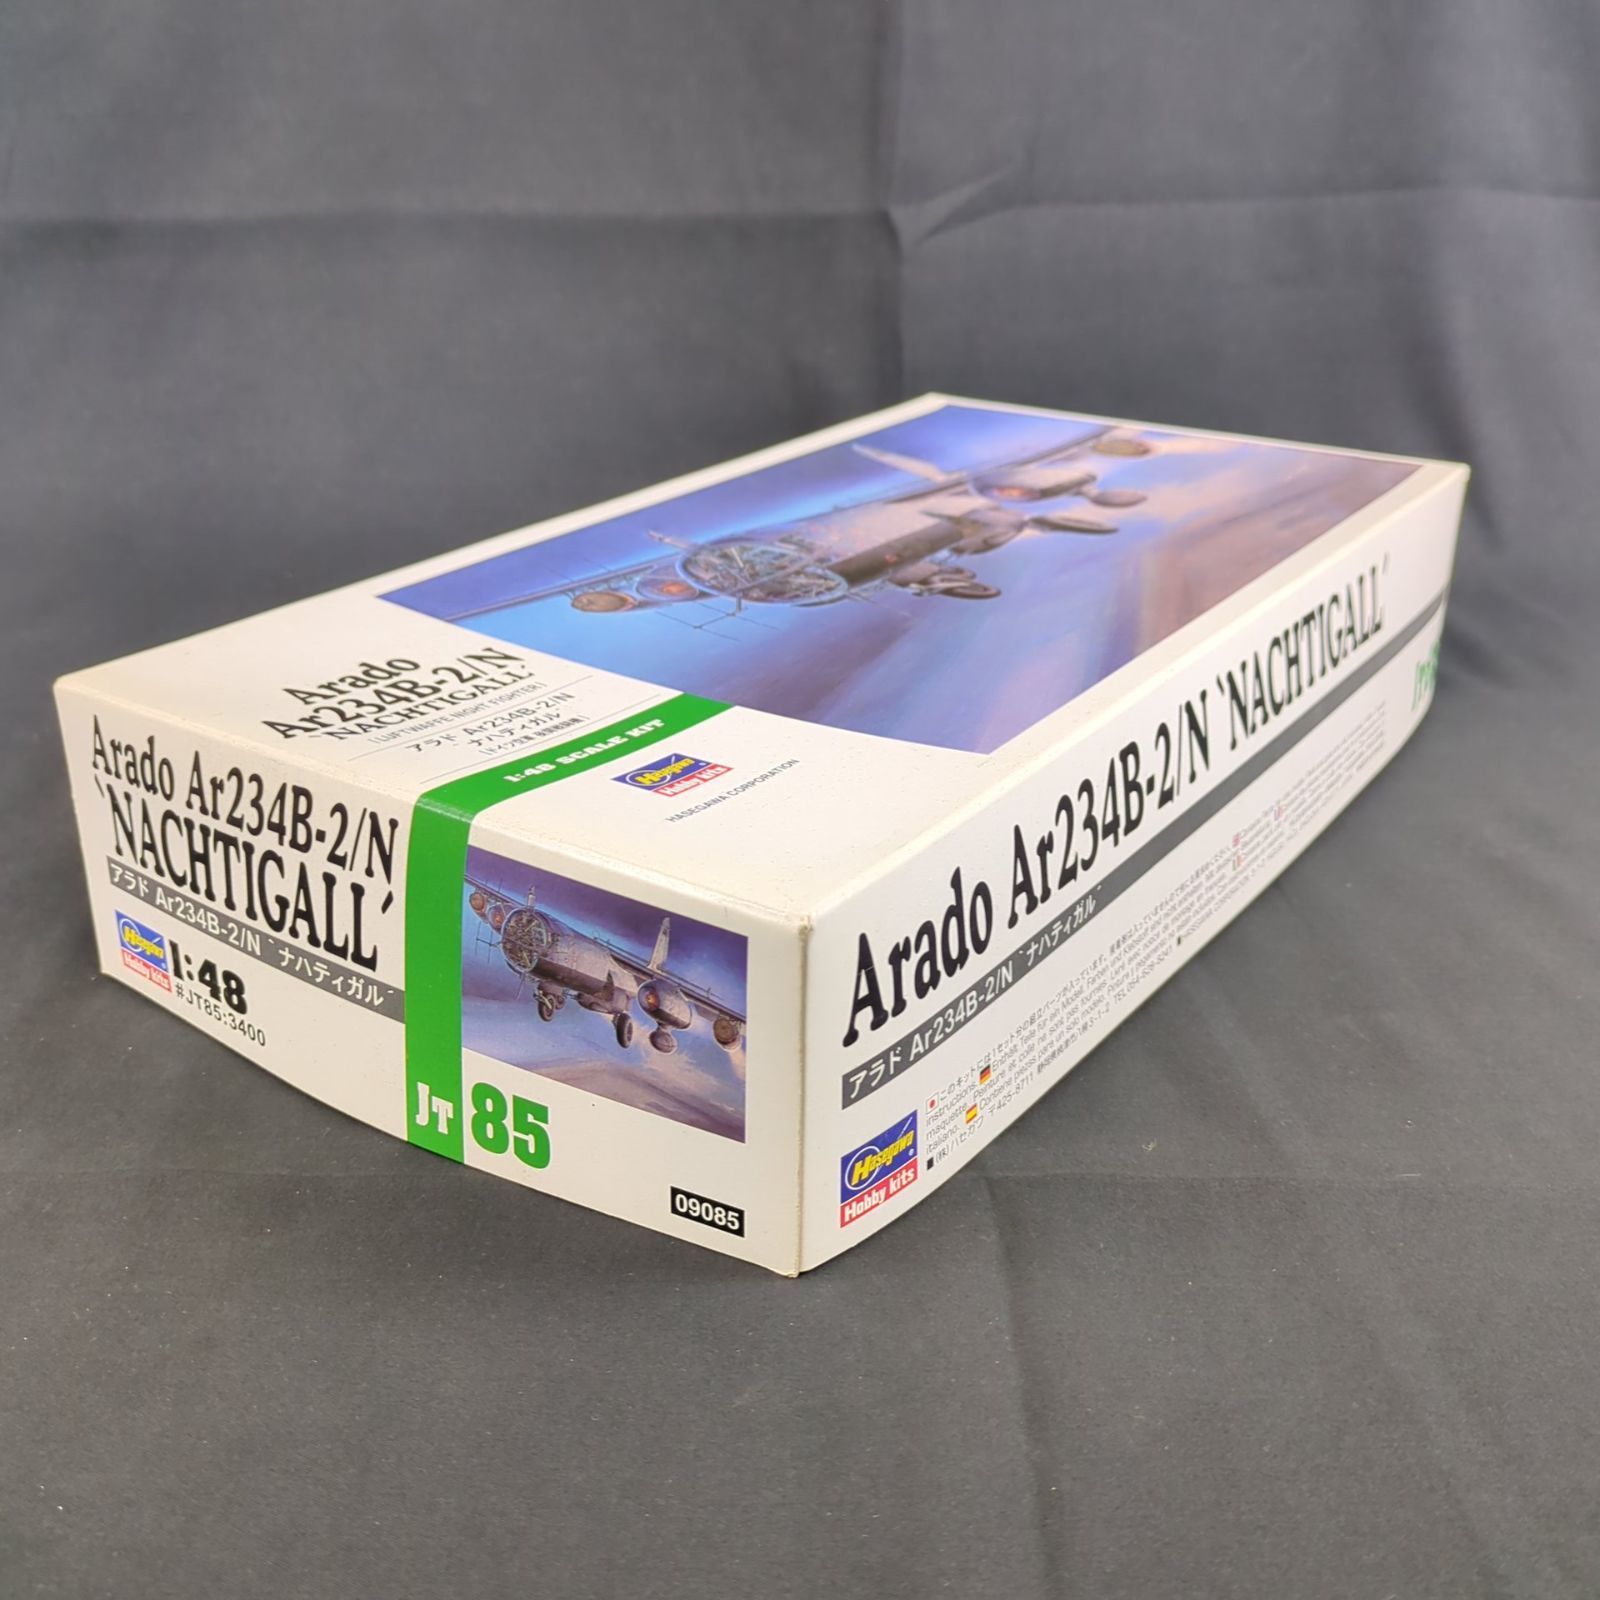 Arado
Ar234B-2/N
'NACHTIGALL'
(LUFTWAFFE NIGHT FIGHTER)
アラド Ar234B-2/N
ナハティガル
1:48 SCALE KIT
Hasegawa
Hobby kits
HASEGAWA CORPORATION
Arado Ar234B-2/N
'NACHTIGALL'
アラド Ar234B-2/N 'ナハティガル'
Hasegawa
Hobby kits
1:48
#JT85:3400
JT 85
09085
Arado Ar234B-2/N 'NACHTIGALL'
アラド Ar234B-2/N 'ナハティガル'
Hasegawa
Hobby kits